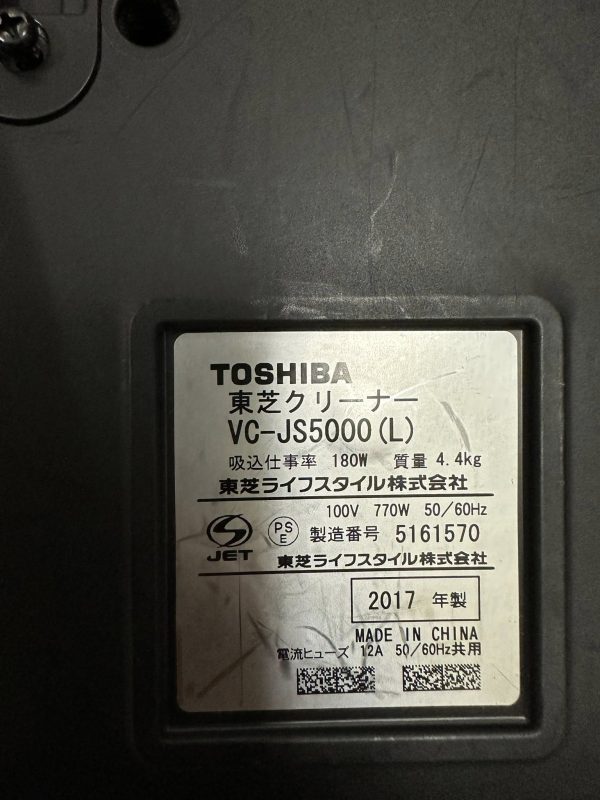 TOSHIBA
東芝クリーナー
VC-JS5000(L)
吸込仕事率 180W 質量 4.4kg
東芝ライフスタイル株式会社
100V 770W 50/60Hz
JET PSE 製造番号 5161570
東芝ライフスタイル株式会社
2017 年製
MADE IN CHINA
電流ヒューズ 12A 50/60Hz共用